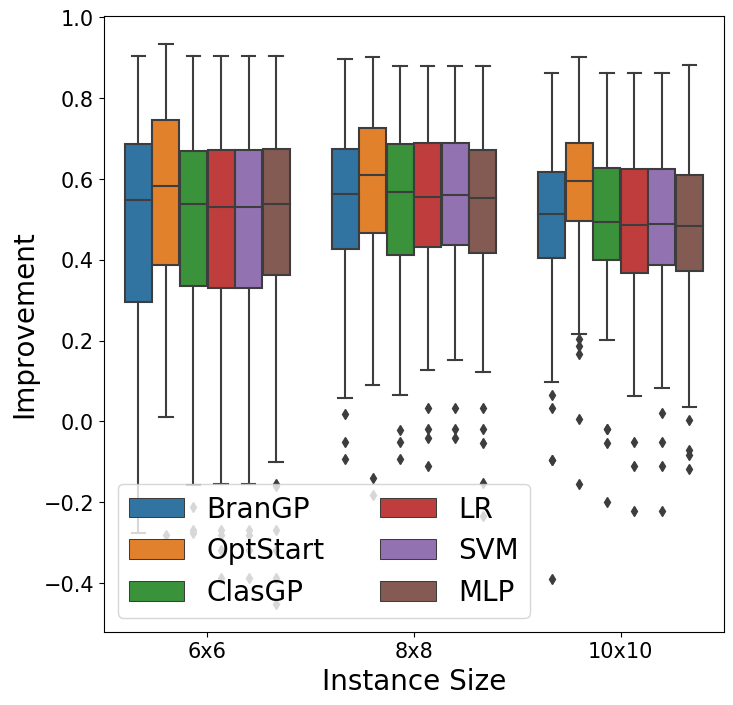 1.0
0.8
0.6
0.4
0.2
0.0
−0.2
−0.4
Improvement
BranGP
OptStart
ClasGP
LR
SVM
MLP
6x6
8x8
10x10
Instance Size